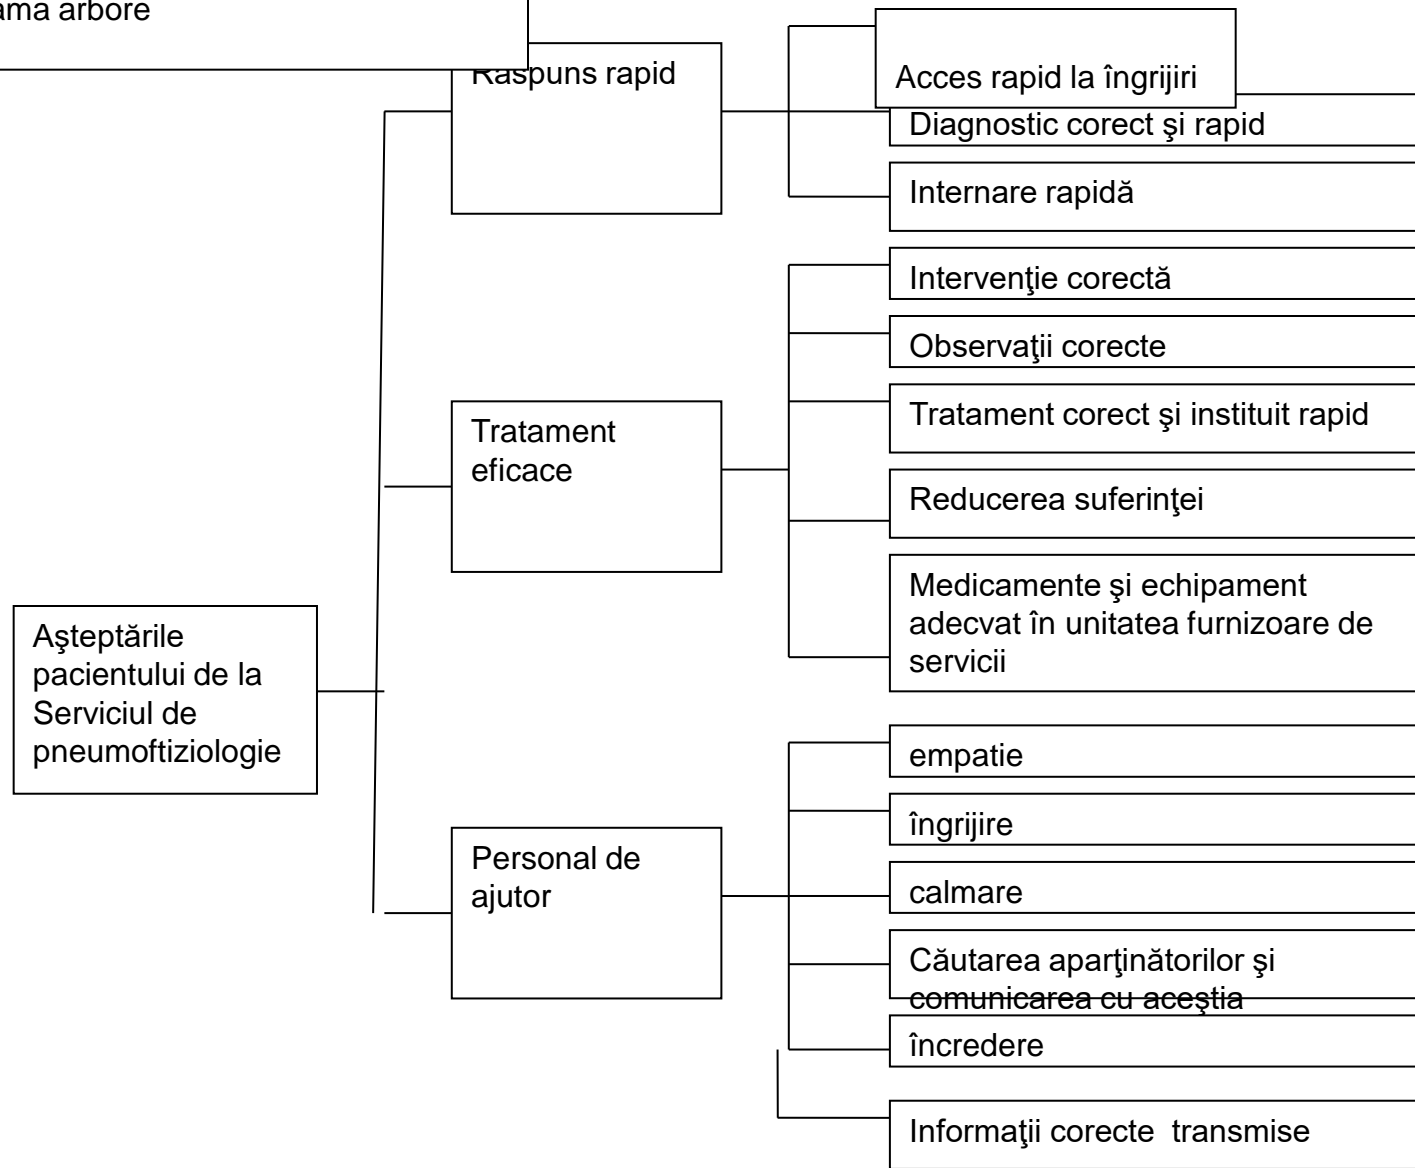 arbore
Raspuns rapid
Acces rapid la îngrijiri
Diagnostic corect şi rapid
Internare rapidă
Intervenţie corectă
Observaţii corecte
Tratament corect şi instituit rapid
Tratament
eficace
Reducerea suferinţei
Medicamente şi echipament
adecvat în unitatea furnizoare de
servicii
Aşteptările
pacientului de la
Serviciul de
pneumoftiziologie
empatie
îngrijire
Personal de
ajutor
calmare
Căutarea aparţinătorilor şi
comunicarea cu aceştia
încredere
Informaţii corecte  transmise